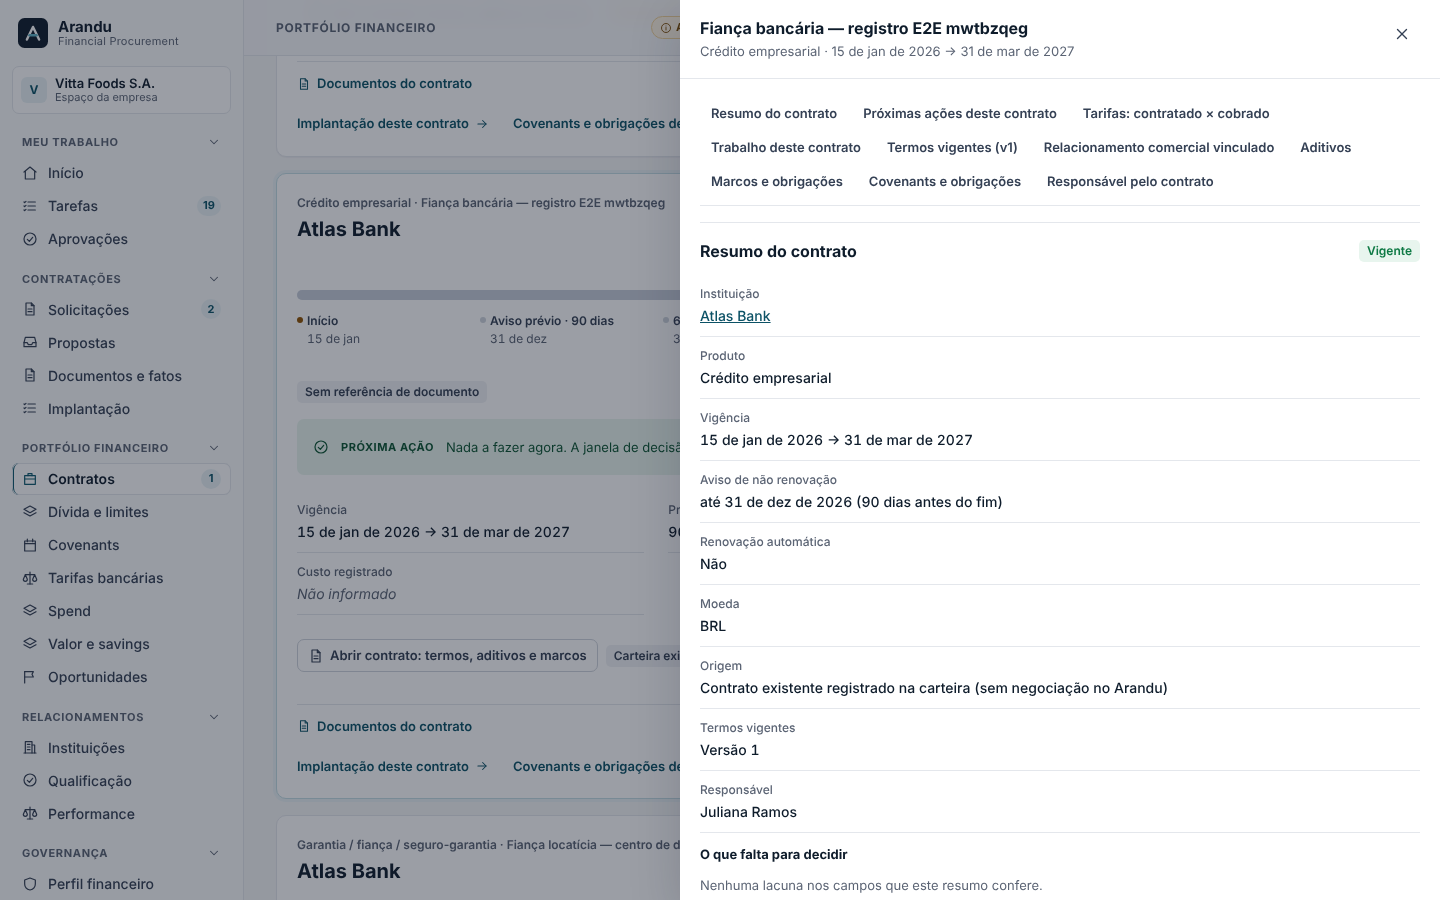 Arandu
Financial Procurement
Vitta Foods S.A.
Espaço da empresa
MEU TRABALHO
Início
Tarefas 19
Aprovações
CONTRATAÇÕES
Solicitações 2
Propostas
Documentos e fatos
Implantação
PORTFÓLIO FINANCEIRO
Contratos 1
Dívida e limites
Covenants
Tarifas bancárias
Spend
Valor e savings
Oportunidades
RELACIONAMENTOS
Instituições
Qualificação
Performance
GOVERNANÇA
Perfil financeiro
PORTFÓLIO FINANCEIRO
Documentos do contrato
Implantação deste contrato → Covenants e obrigações
Crédito empresarial · Fiança bancária — registro E2E mwtbzqeg
Atlas Bank
Início Aviso prévio · 90 dias
15 de jan 31 de dez
Sem referência de documento
PRÓXIMA AÇÃO Nada a fazer agora. A janela de
Vigência
15 de jan de 2026 → 31 de mar de 2027
Custo registrado
Não informado
Abrir contrato: termos, aditivos e marcos Carteira
Documentos do contrato
Implantação deste contrato → Covenants e obrigações
Garantia / fiança / seguro-garantia · Fiança locatícia — centro de
Atlas Bank
Fiança bancária — registro E2E mwtbzqeg
Crédito empresarial · 15 de jan de 2026 → 31 de mar de 2027
Resumo do contrato Próximas ações deste contrato Tarifas: contratado × cobrado
Trabalho deste contrato Termos vigentes (v1) Relacionamento comercial vinculado Aditivos
Marcos e obrigações Covenants e obrigações Responsável pelo contrato
Resumo do contrato Vigente
Instituição
Atlas Bank
Produto
Crédito empresarial
Vigência
15 de jan de 2026 → 31 de mar de 2027
Aviso de não renovação
até 31 de dez de 2026 (90 dias antes do fim)
Renovação automática
Não
Moeda
BRL
Origem
Contrato existente registrado na carteira (sem negociação no Arandu)
Termos vigentes
Versão 1
Responsável
Juliana Ramos
O que falta para decidir
Nenhuma lacuna nos campos que este resumo confere.